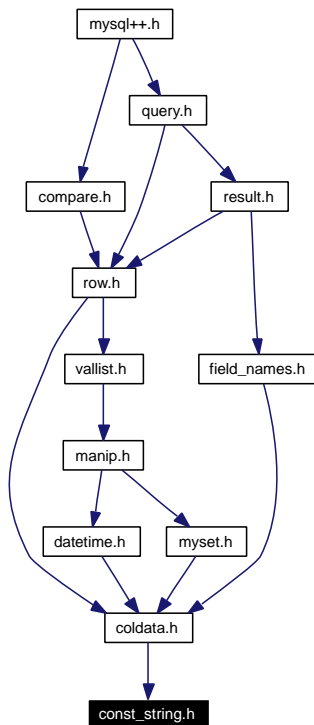 mysql++.h
query.h
compare.h
result.h
row.h
vallist.h
field_names.h
manip.h
datetime.h
myset.h
coldata.h
const_string.h